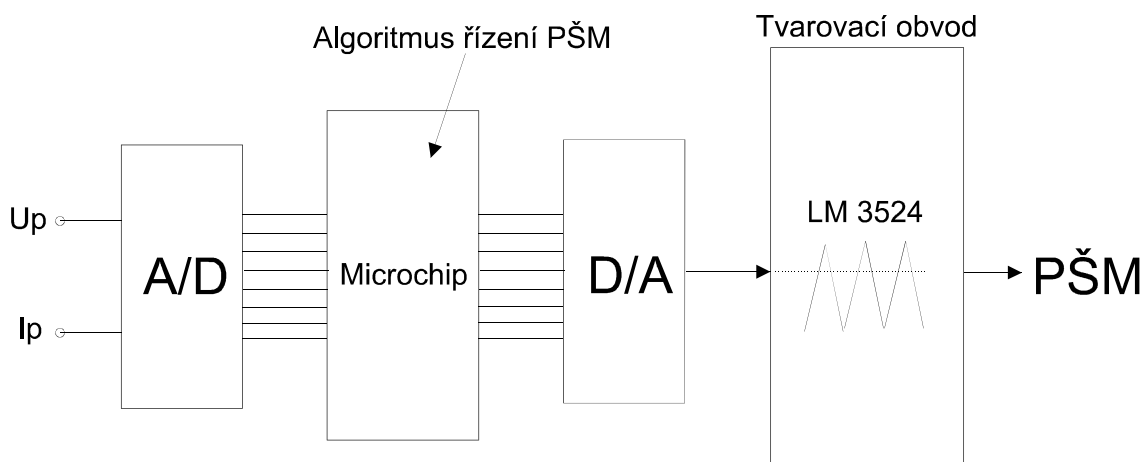 Algoritmus řízení PŠM
Tvarovací obvod
Up
Ip
A/D
Microchip
D/A
LM 3524
PŠM